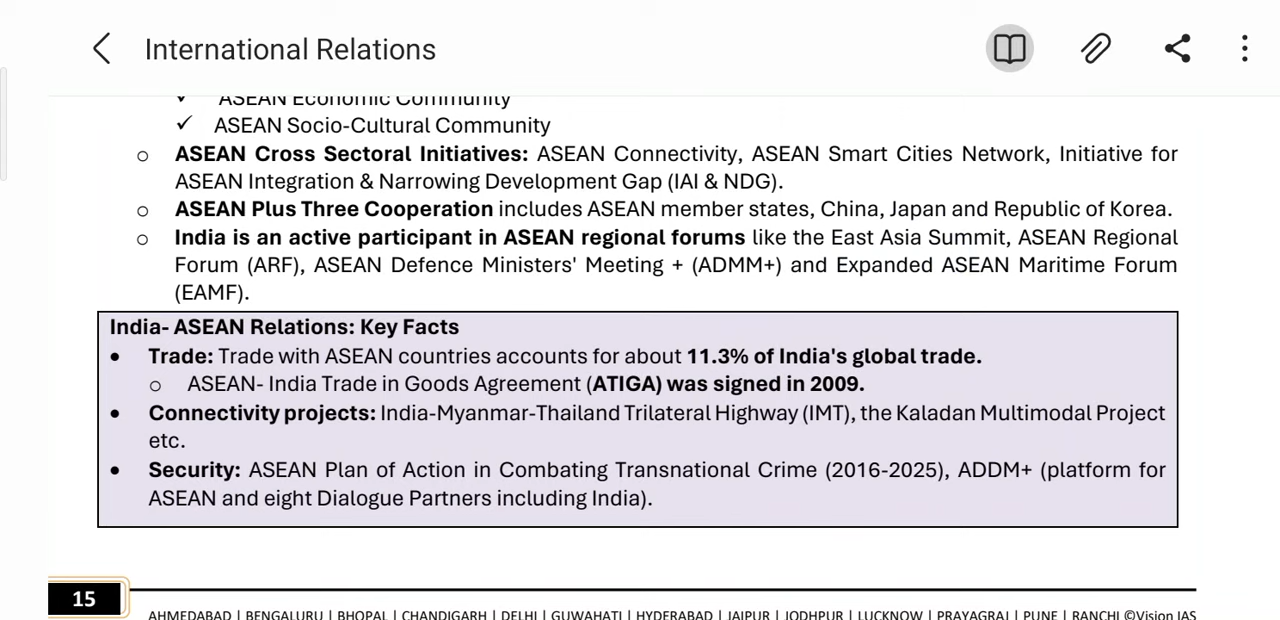 International Relations
✓ ASEAN Economic Community
✓ ASEAN Socio-Cultural Community
o ASEAN Cross Sectoral Initiatives: ASEAN Connectivity, ASEAN Smart Cities Network, Initiative for
ASEAN Integration & Narrowing Development Gap (IAI & NDG).
o ASEAN Plus Three Cooperation includes ASEAN member states, China, Japan and Republic of Korea.
o India is an active participant in ASEAN regional forums like the East Asia Summit, ASEAN Regional
Forum (ARF), ASEAN Defence Ministers' Meeting + (ADMM+) and Expanded ASEAN Maritime Forum
(EAMF).
India- ASEAN Relations: Key Facts
• Trade: Trade with ASEAN countries accounts for about 11.3% of India's global trade.
o ASEAN- India Trade in Goods Agreement (ATIGA) was signed in 2009.
• Connectivity projects: India-Myanmar-Thailand Trilateral Highway (IMT), the Kaladan Multimodal Project
etc.
• Security: ASEAN Plan of Action in Combating Transnational Crime (2016-2025), ADDM+ (platform for
ASEAN and eight Dialogue Partners including India).
15
AHMEDABAD | BENGALURU | BHOPAL | CHANDIGARH | DELHI | GUWAHATI | HYDERABAD | JAIPUR | JODHPUR | LUCKNOW | PRAYAGRAJ | PUNE | RANCHI ©Vision IAS